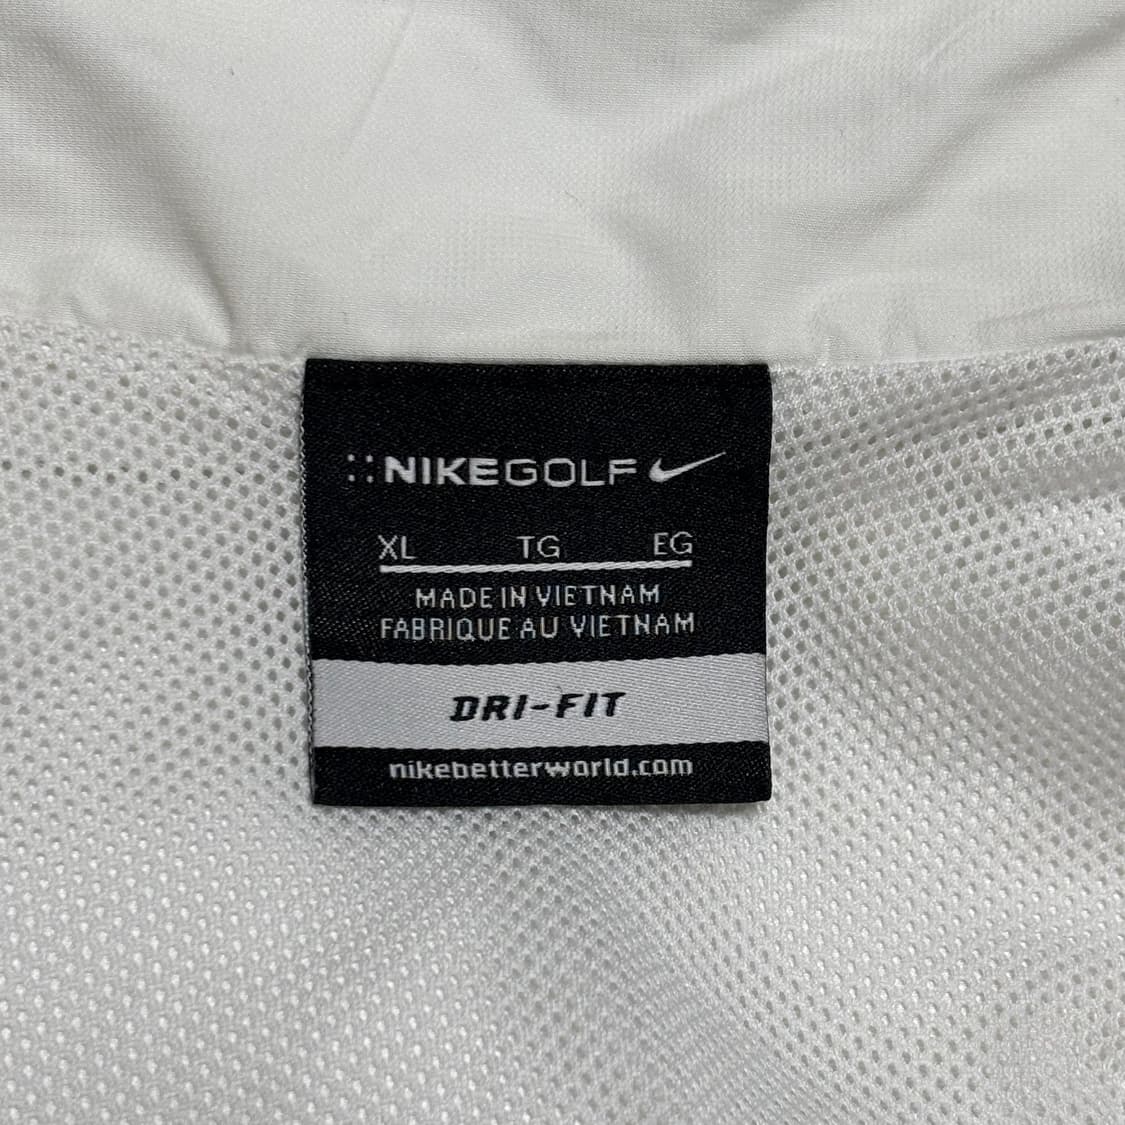 NIKEGOLF
XL TG EG
MADE IN VIETNAM
FABRIQUE AU VIETNAM
DRI-FIT
nikebetterworld.com